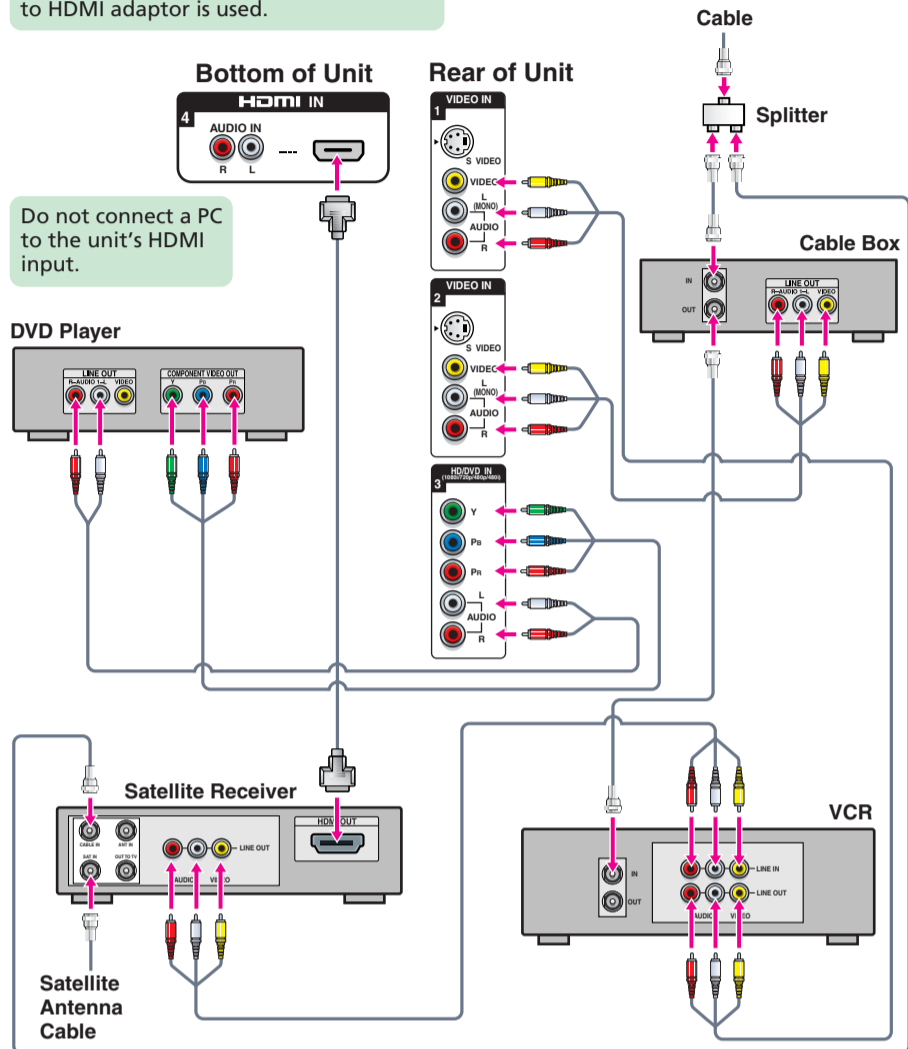 to HDMI adaptor is used.
Cable
Splitter
Bottom of Unit
HDMI IN
4
AUDIO IN
R L
Do not connect a PC
to the unit's HDMI
input.
Rear of Unit
VIDEO IN
1
S VIDEO
VIDEO
L
(MONO)
AUDIO
R
VIDEO IN
2
S VIDEO
VIDEO
L
(MONO)
AUDIO
R
HD/DVD IN
(1080i/720p/480p/480i)
3
Y
PB
PR
L
AUDIO
R
Cable Box
IN
OUT
LINE OUT
R–AUDIO 1–L VIDEO
DVD Player
LINE OUT
R–AUDIO 1–L VIDEO
COMPONENT VIDEO OUT
Y PB PR
Satellite Receiver
CABLE IN
ANT IN
SAT IN
OUT TO TV
LINE OUT
AUDIO VIDEO
HDMI OUT
Satellite
Antenna
Cable
VCR
IN
OUT
LINE IN
LINE OUT
AUDIO VIDEO